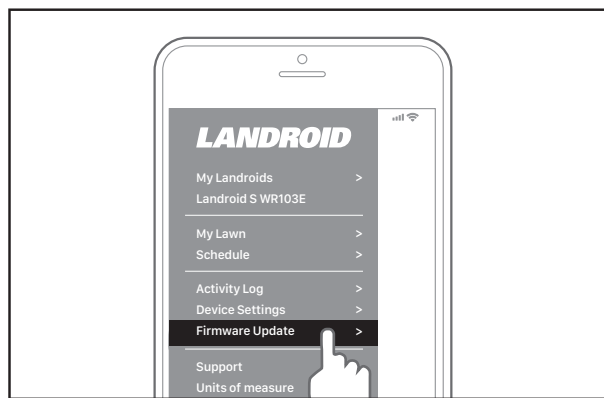 LANDROID
My Landroids >
Landroid S WR103E
My Lawn >
Schedule >
Activity Log >
Device Settings >
Firmware Update >
Support
Units of measure